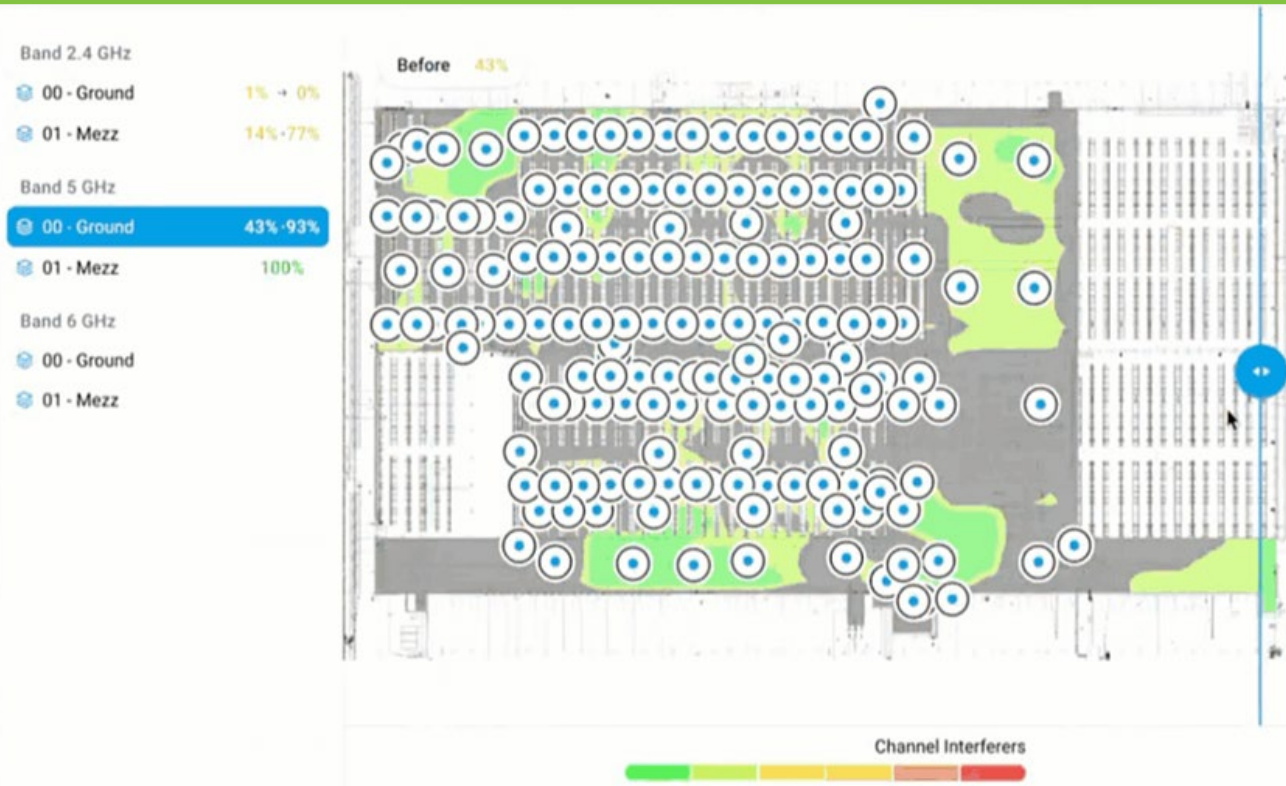 Band 2.4 GHz
00 - Ground 1% → 0%
01 - Mezz 14%·77%
Band 5 GHz
00 - Ground 43%·93%
01 - Mezz 100%
Band 6 GHz
00 - Ground
01 - Mezz
Before 43%
Channel Interferers